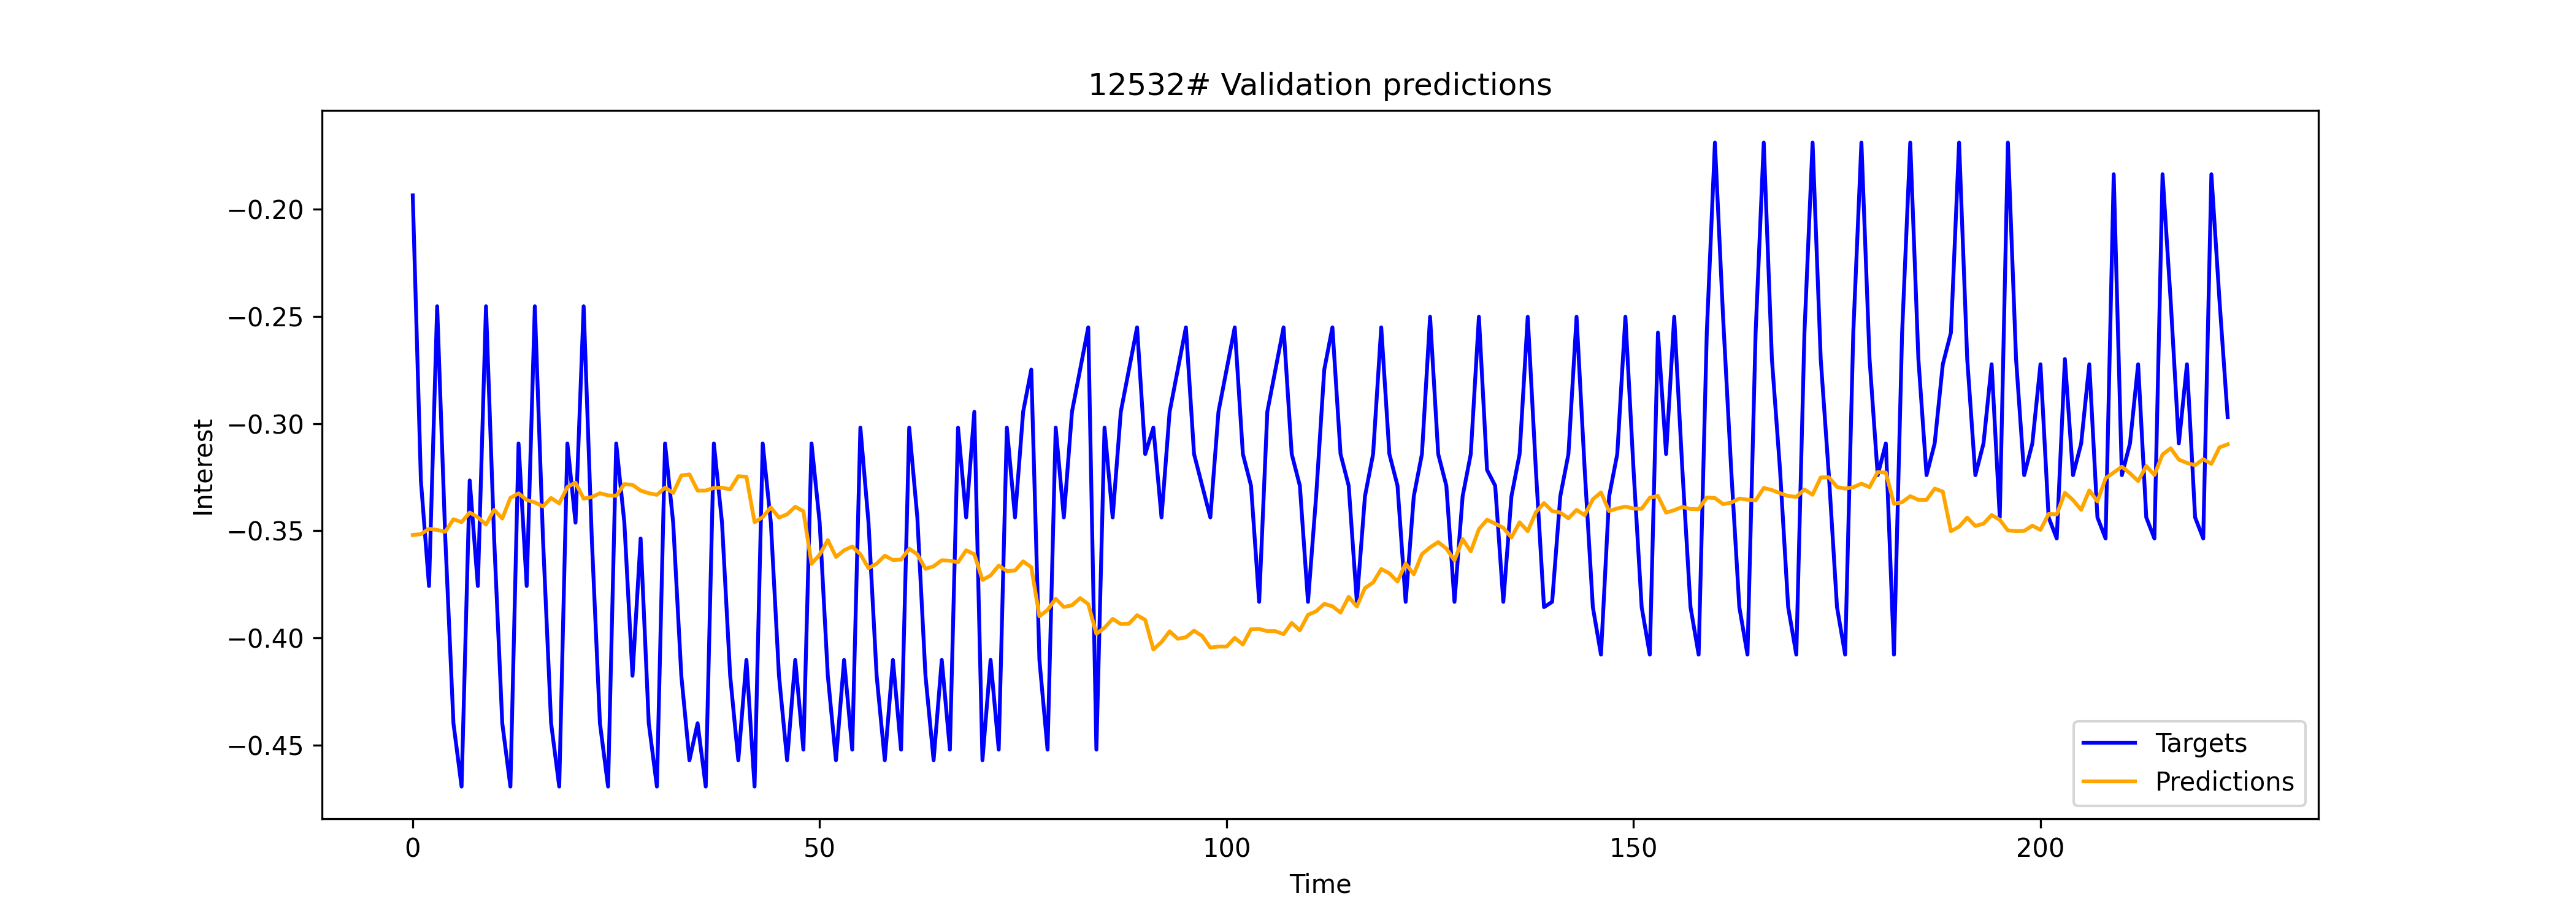 12532# Validation predictions
Interest
−0.20
−0.25
−0.30
−0.35
−0.40
−0.45
0
50
100
150
200
Time
Targets
Predictions